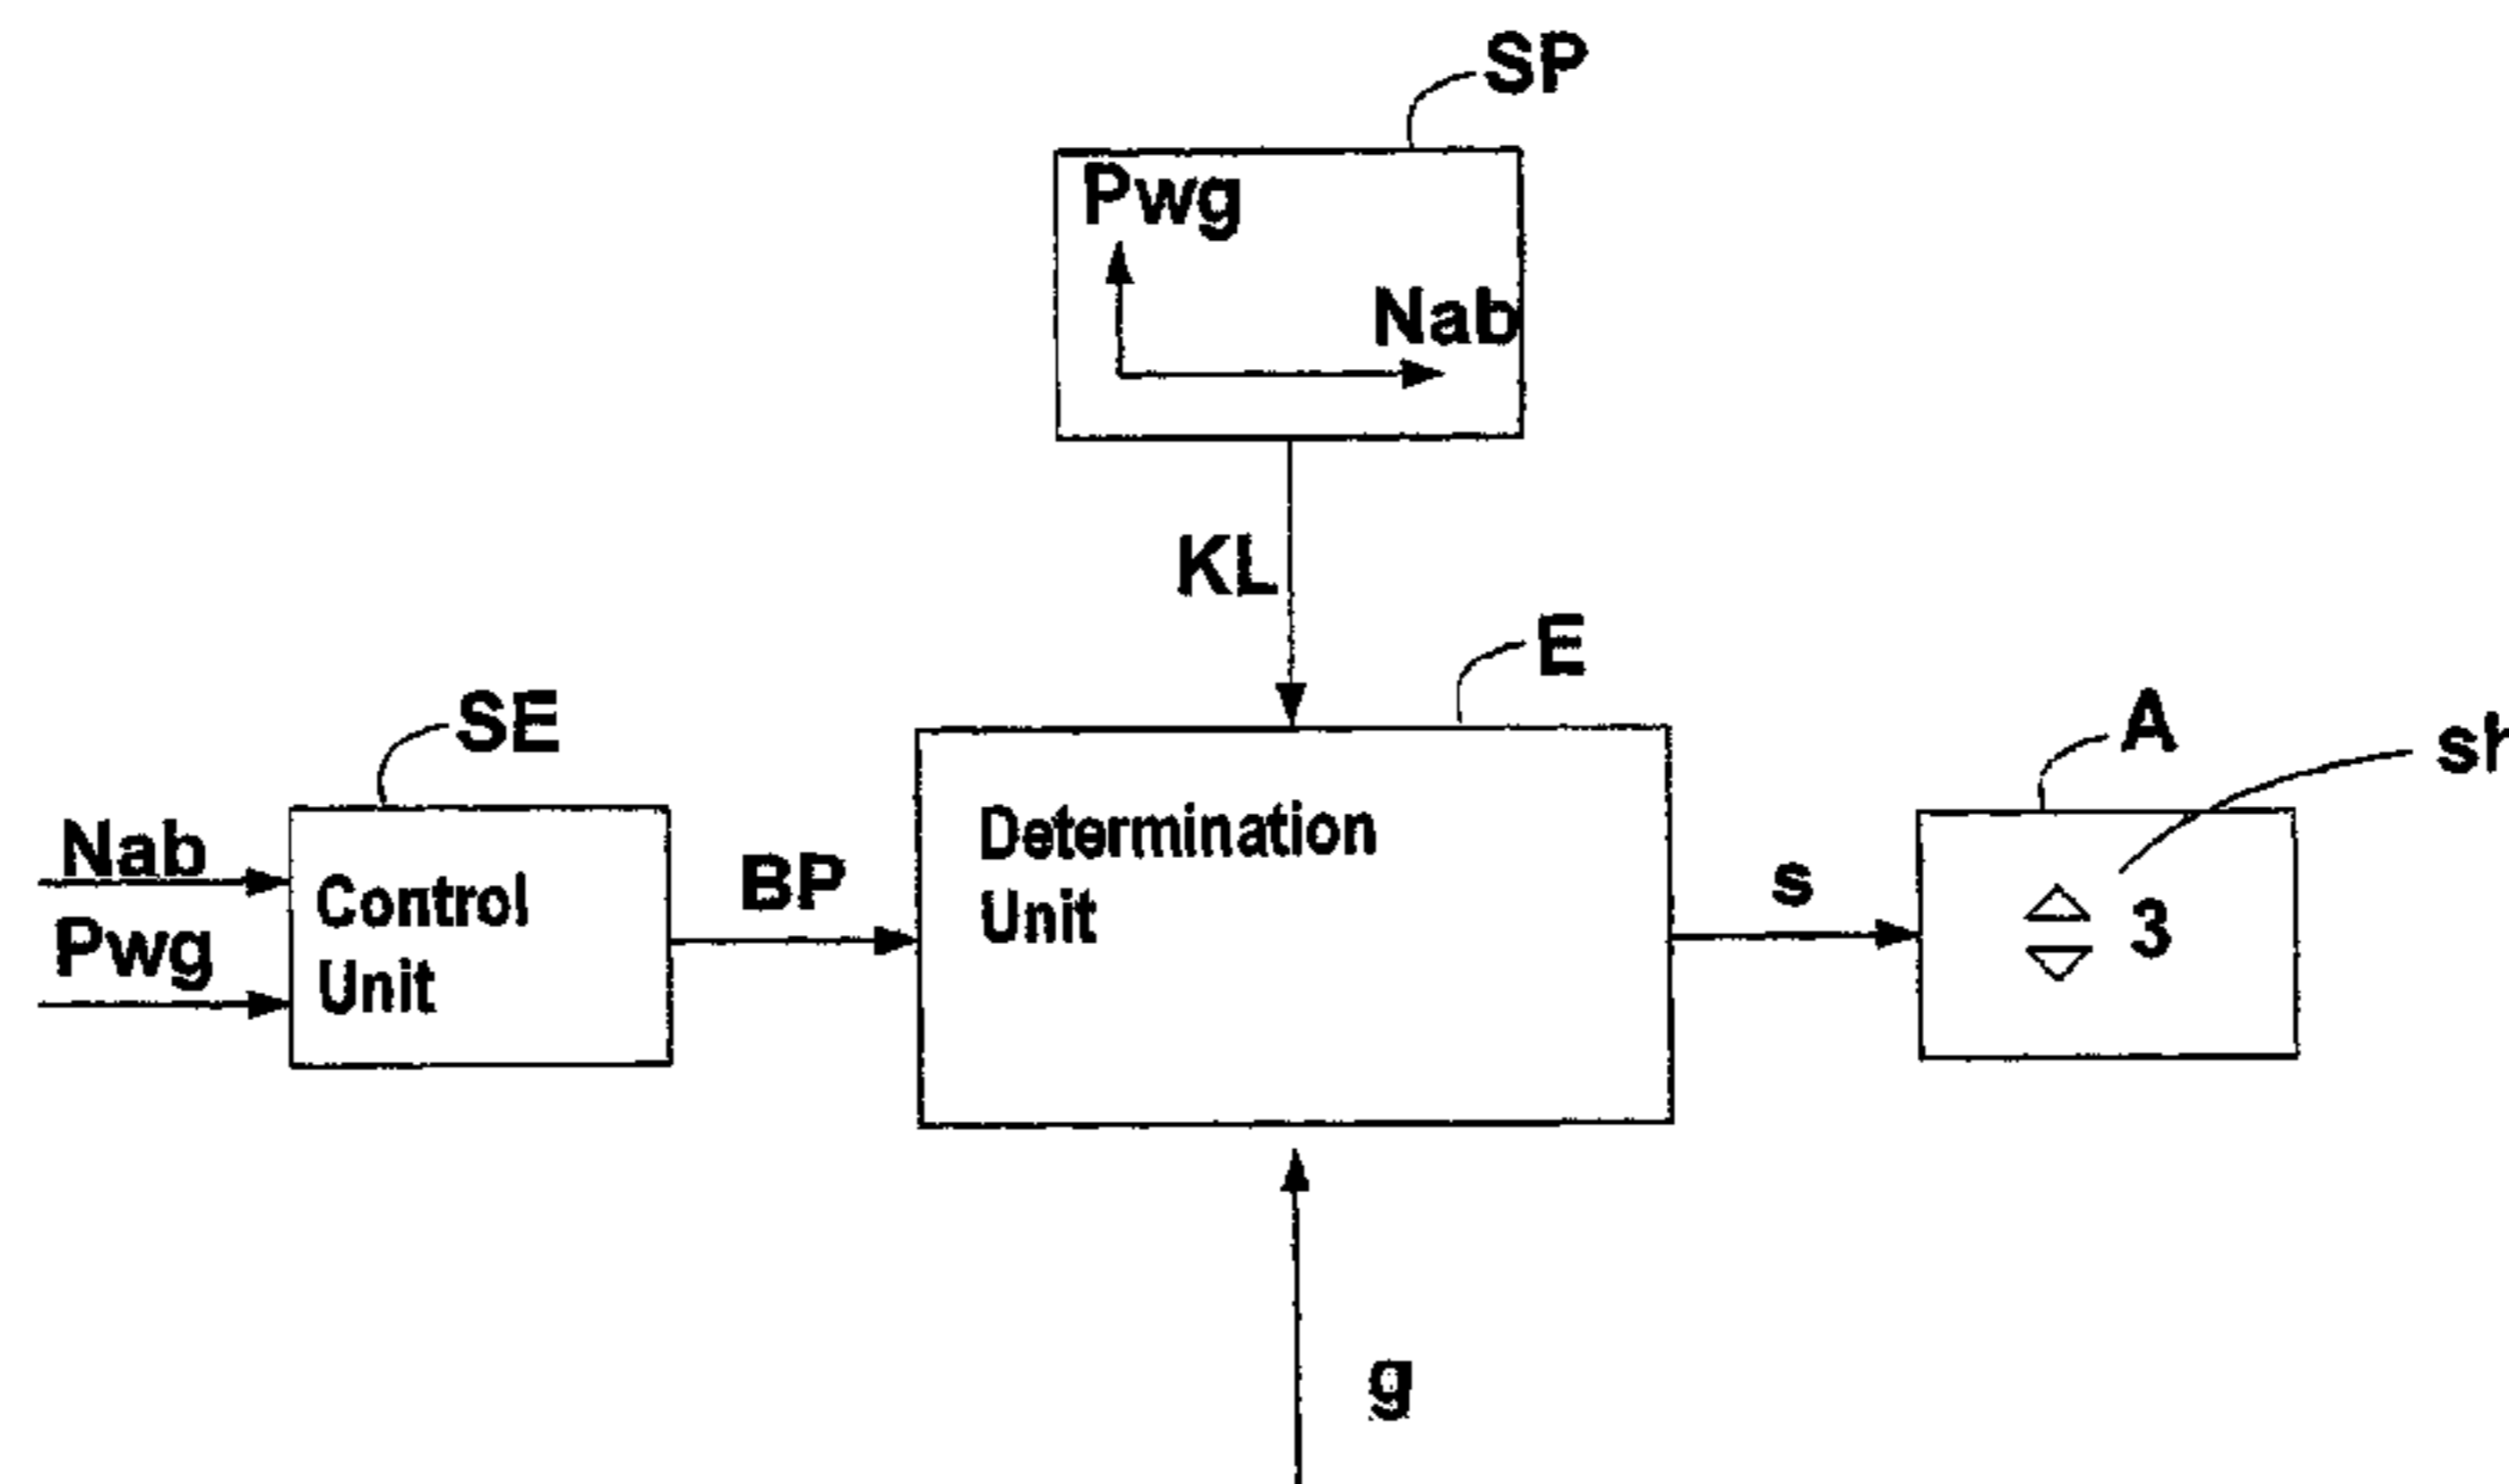 SP
Pwg
Nab
KL
E
SE
A
Nab
Pwg
Control
Unit
BP
Determination
Unit
s
3
g